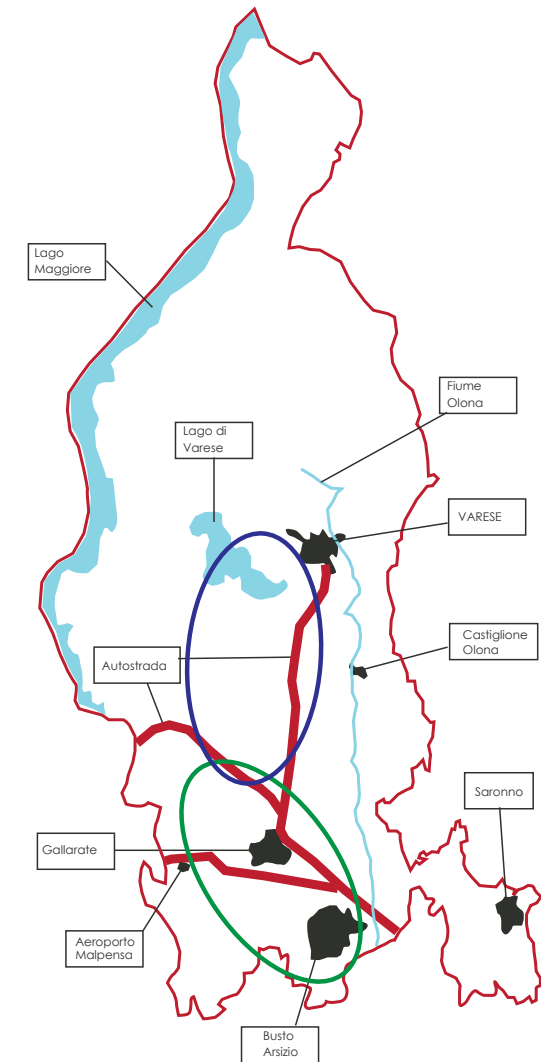 Lago
Maggiore
Fiume
Olona
Lago di
Varese
VARESE
Castiglione
Olona
Autostrada
Saronno
Gallarate
Aeroporto
Malpensa
Busto
Arsizio